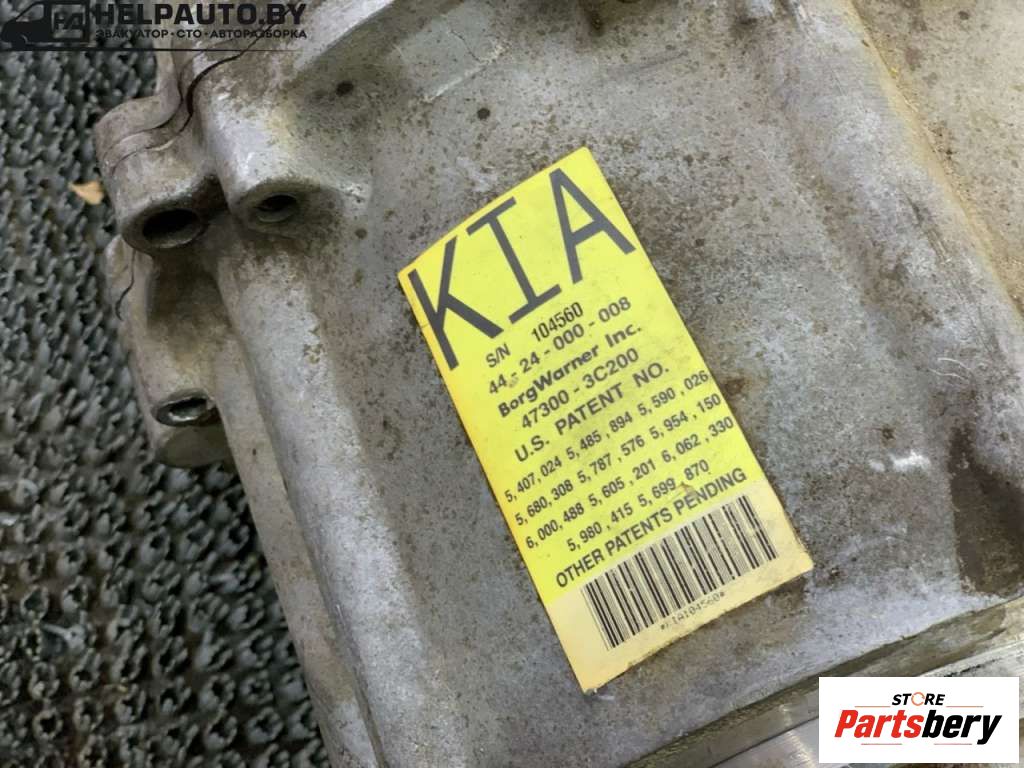 HELPAUTO.BY
ЭВАКУАТОР · СТО · АВТОРАЗБОРКА
KIA
S/N 104560
44-24-000-008
BorgWarner Inc.
47300-3C200
U.S. PATENT NO.
5,407,024 5,485,894 5,590,026
5,680,308 5,787,576 5,954,150
6,000,488 5,605,201 6,062,330
5,980,415 5,699,870
OTHER PATENTS PENDING
*KIA104560*
STORE
Partsbery